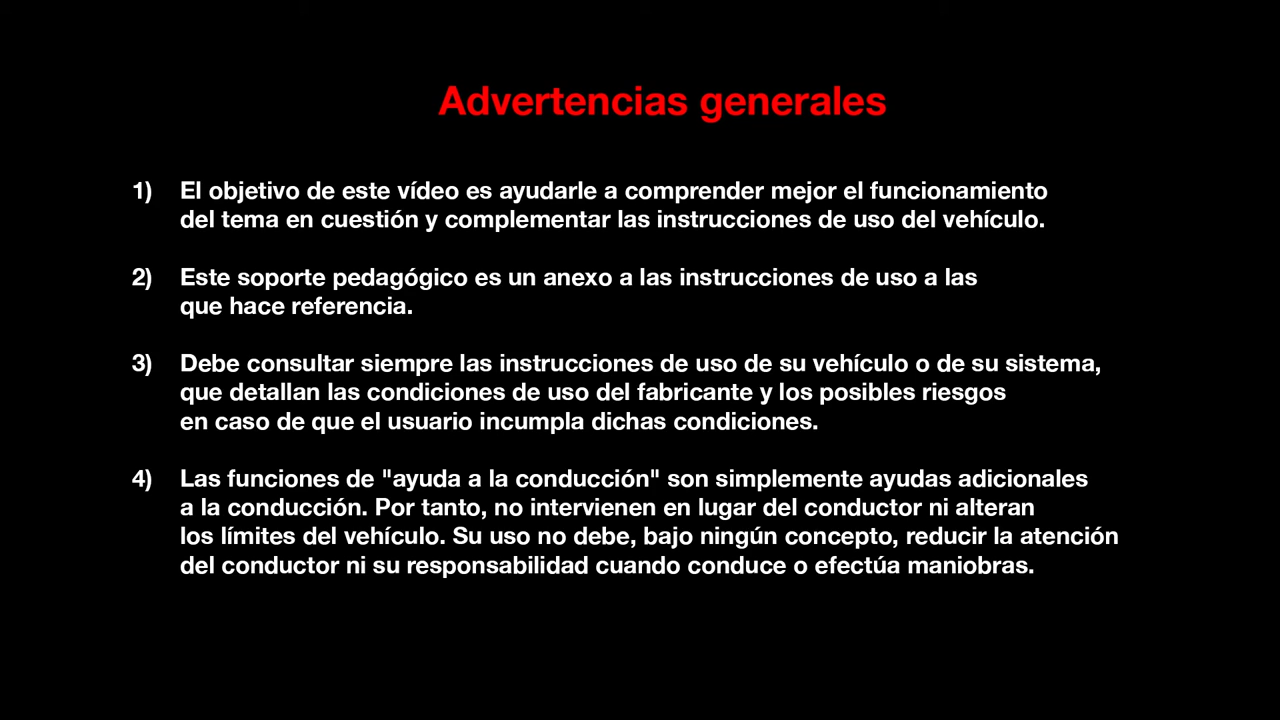 Advertencias generales
1) El objetivo de este vídeo es ayudarle a comprender mejor el funcionamiento
del tema en cuestión y complementar las instrucciones de uso del vehículo.
2) Este soporte pedagógico es un anexo a las instrucciones de uso a las
que hace referencia.
3) Debe consultar siempre las instrucciones de uso de su vehículo o de su sistema,
que detallan las condiciones de uso del fabricante y los posibles riesgos
en caso de que el usuario incumpla dichas condiciones.
4) Las funciones de "ayuda a la conducción" son simplemente ayudas adicionales
a la conducción. Por tanto, no intervienen en lugar del conductor ni alteran
los límites del vehículo. Su uso no debe, bajo ningún concepto, reducir la atención
del conductor ni su responsabilidad cuando conduce o efectúa maniobras.